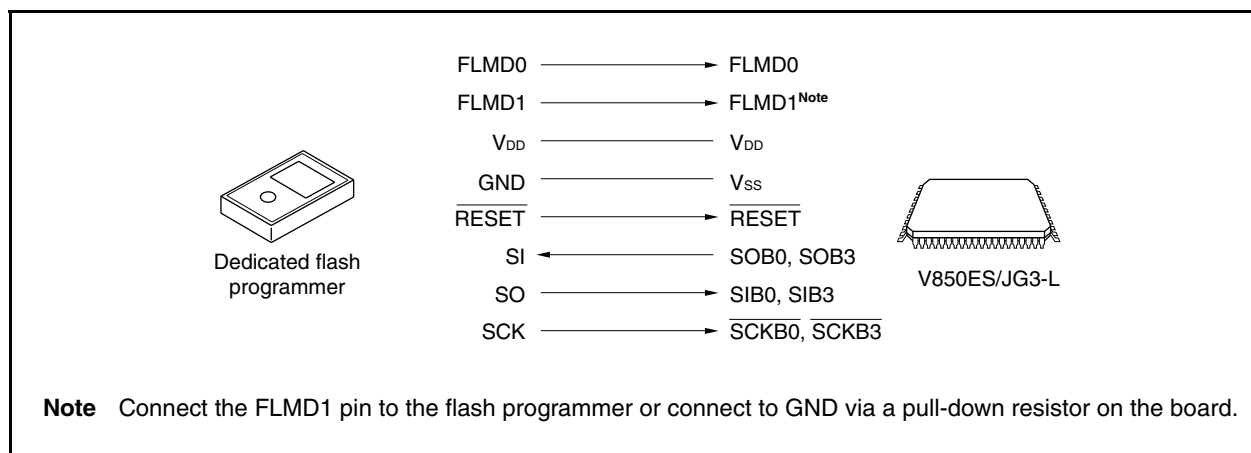 FLMD0 FLMD0
FLMD1 FLMD1Note
VDD VDD
GND VSS
RESET RESET
SI SOB0, SOB3
SO SIB0, SIB3
SCK SCKB0, SCKB3
Dedicated flash
programmer
V850ES/JG3-L
Note Connect the FLMD1 pin to the flash programmer or connect to GND via a pull-down resistor on the board.